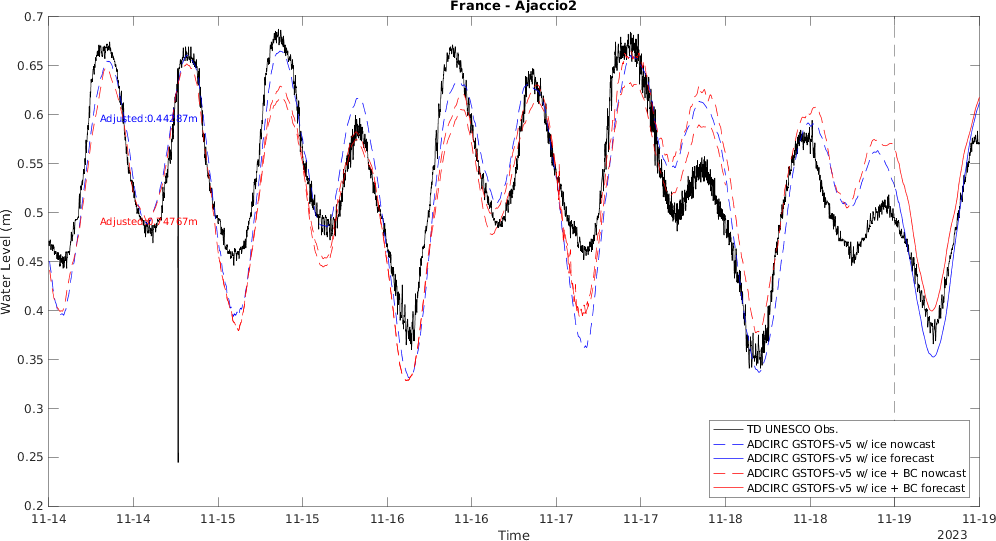 France - Ajaccio2
0.7
0.65
0.6
0.55
0.5
0.45
0.4
0.35
0.3
0.25
0.2
Water Level (m)
Adjusted:0.44287m
TD UNESCO Obs.
ADCIRC GSTOFS-v5 w/ ice nowcast
ADCIRC GSTOFS-v5 w/ ice forecast
ADCIRC GSTOFS-v5 w/ ice + BC nowcast
ADCIRC GSTOFS-v5 w/ ice + BC forecast
11-14 11-14 11-15 11-15 11-16 11-16 11-17 11-17 11-18 11-18 11-19 11-19
Time
2023